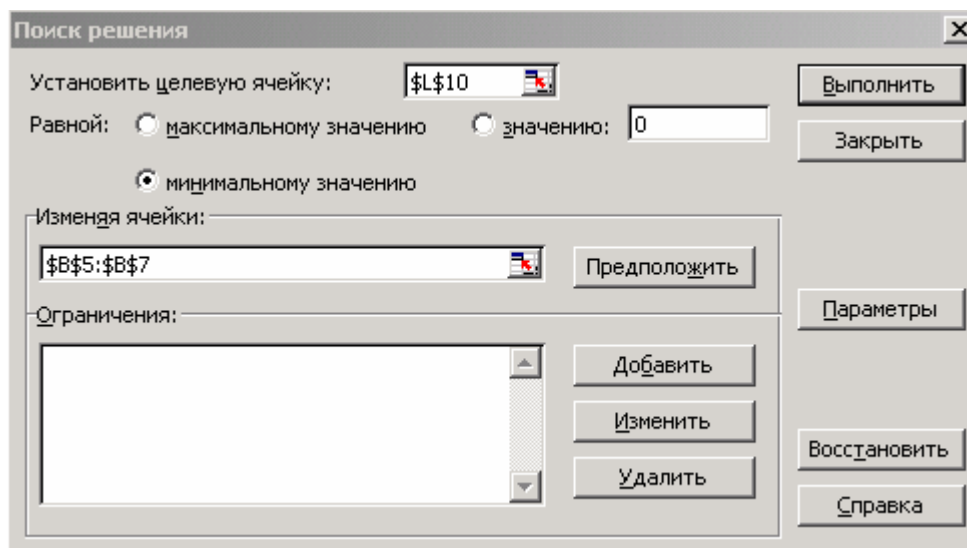 Поиск решения
Установить целевую ячейку: $L$10 Выполнить
Равной: максимальному значению значению: 0 Закрыть
минимальному значению
Изменяя ячейки:
$B$5:$B$7 Предположить
Ограничения: Параметры
Добавить
Изменить
Восстановить
Удалить
Справка